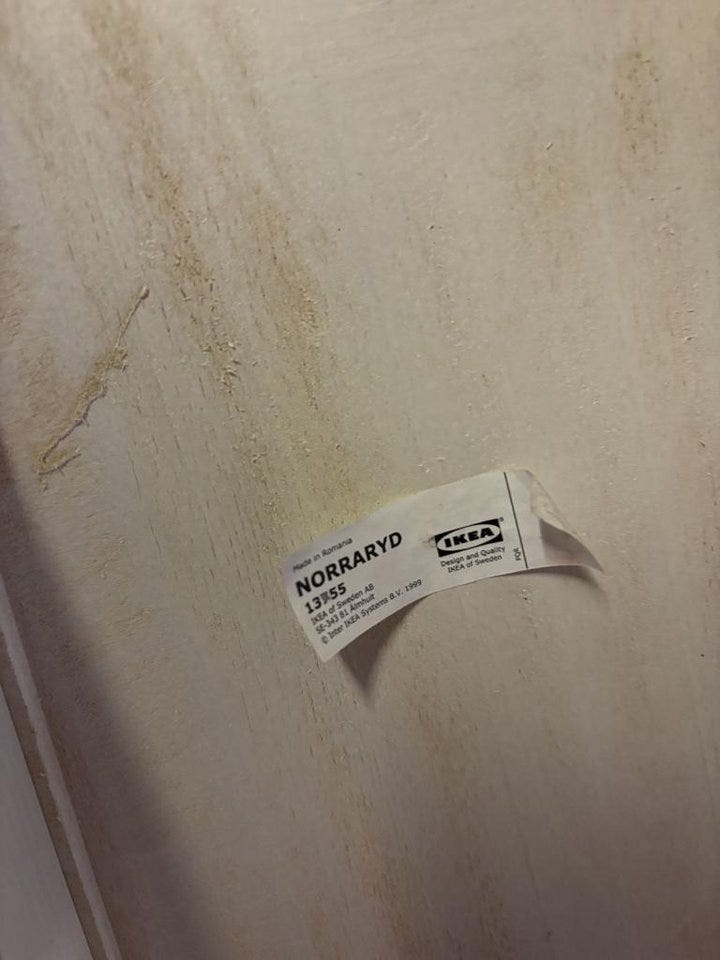 Made in Romania
NORRARYD
IKEA of Sweden AB
SE-343 81 Älmhult
© Inter IKEA Systems B.V. 1999
IKEA®
Design and Quality
IKEA of Sweden